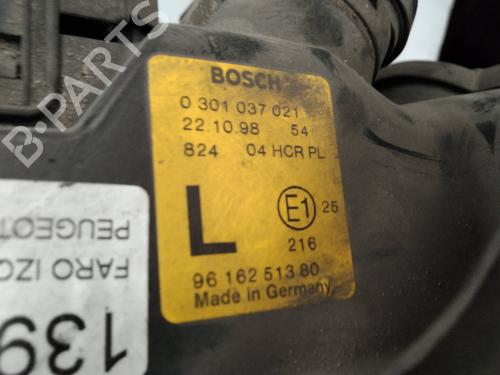 B-PARTS
BOSCH
0 301 037 021
22.10.98 54
824 04 HCR PL
L E1 25
216
96 162 513 80
Made in Germany
PEUGEOT
FARO IZQ
139